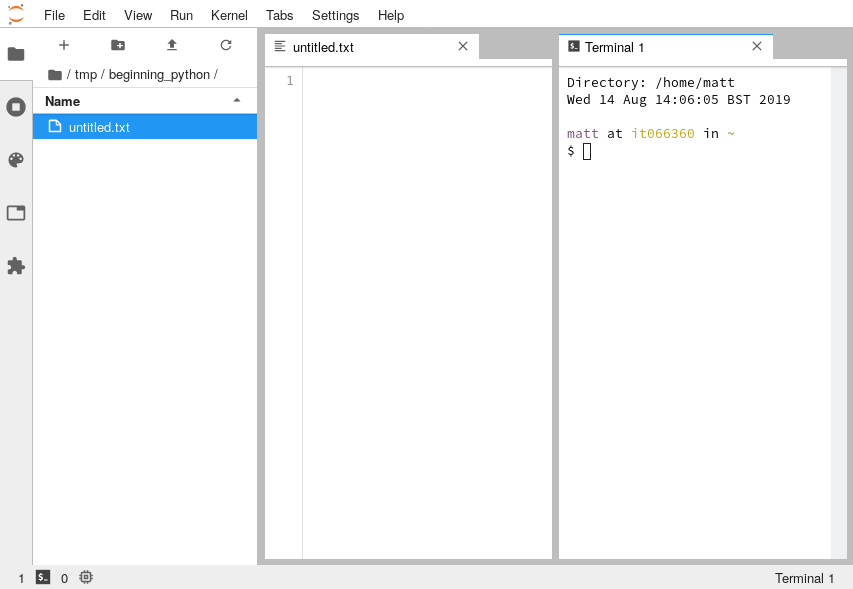 File Edit View Run Kernel Tabs Settings Help
/ tmp / beginning_python /
Name
untitled.txt
untitled.txt
1
Terminal 1
Directory: /home/matt
Wed 14 Aug 14:06:05 BST 2019
matt at it066360 in ~
$
1 $_ 0
Terminal 1